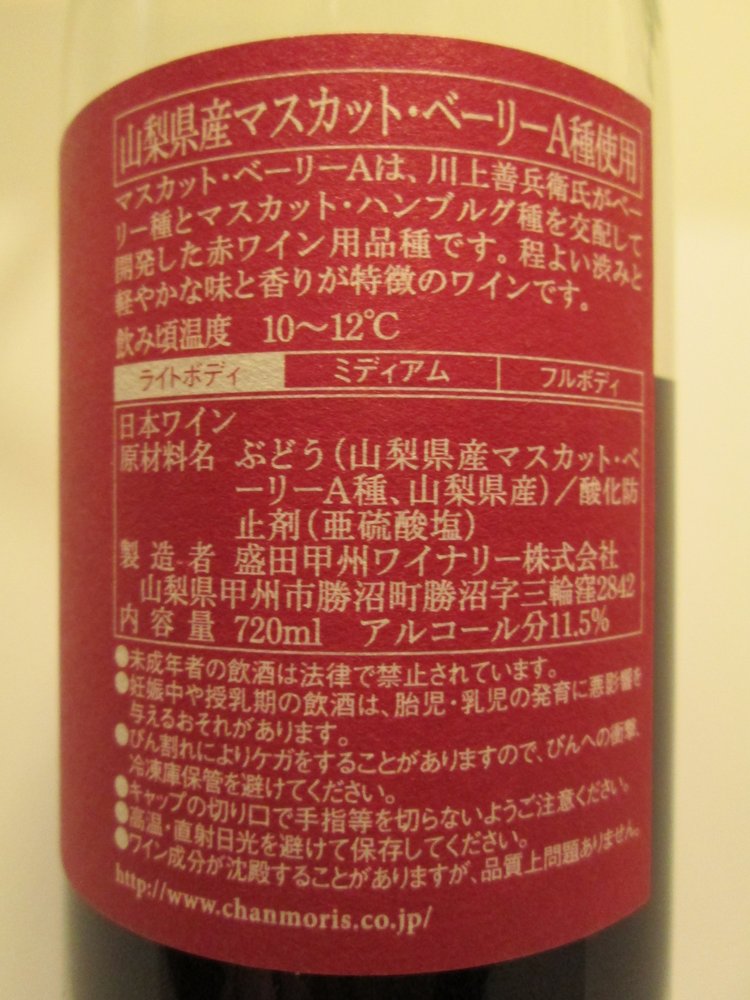 山梨県産マスカット・ベーリーA種使用
マスカット・ベーリーAは、川上善兵衛氏がベー
リー種とマスカット・ハンブルグ種を交配して
開発した赤ワイン用品種です。程よい渋みと
軽やかな味と香りが特徴のワインです。
飲み頃温度 10〜12℃
ライトボディ ミディアム フルボディ
日本ワイン
原材料名 ぶどう(山梨県産マスカット・ベ
ーリーA種、山梨県産)/酸化防
止剤(亜硫酸塩)
製造者 盛田甲州ワイナリー株式会社
山梨県甲州市勝沼町勝沼字三輪窪2842
内容量 720ml アルコール分11.5%
●未成年者の飲酒は法律で禁止されています。
●妊娠中や授乳期の飲酒は、胎児・乳児の発育に悪影響を
与えるおそれがあります。
●びん割れによりケガをすることがありますので、びんへの衝撃、
冷凍庫保管を避けてください。
●キャップの切り口で手指等を切らないようご注意ください。
●高温・直射日光を避けて保存してください。
●ワイン成分が沈殿することがありますが、品質上問題ありません。
http://www.chanmoris.co.jp/